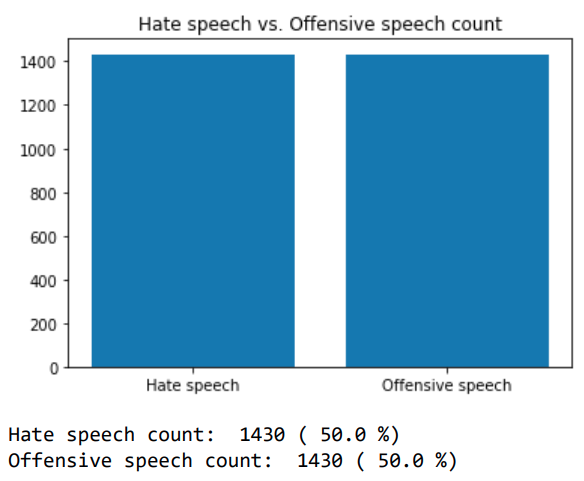 Hate speech vs. Offensive speech count
1400
1200
1000
800
600
400
200
0
Hate speech Offensive speech
Hate speech count:  1430 ( 50.0 %)
Offensive speech count:  1430 ( 50.0 %)